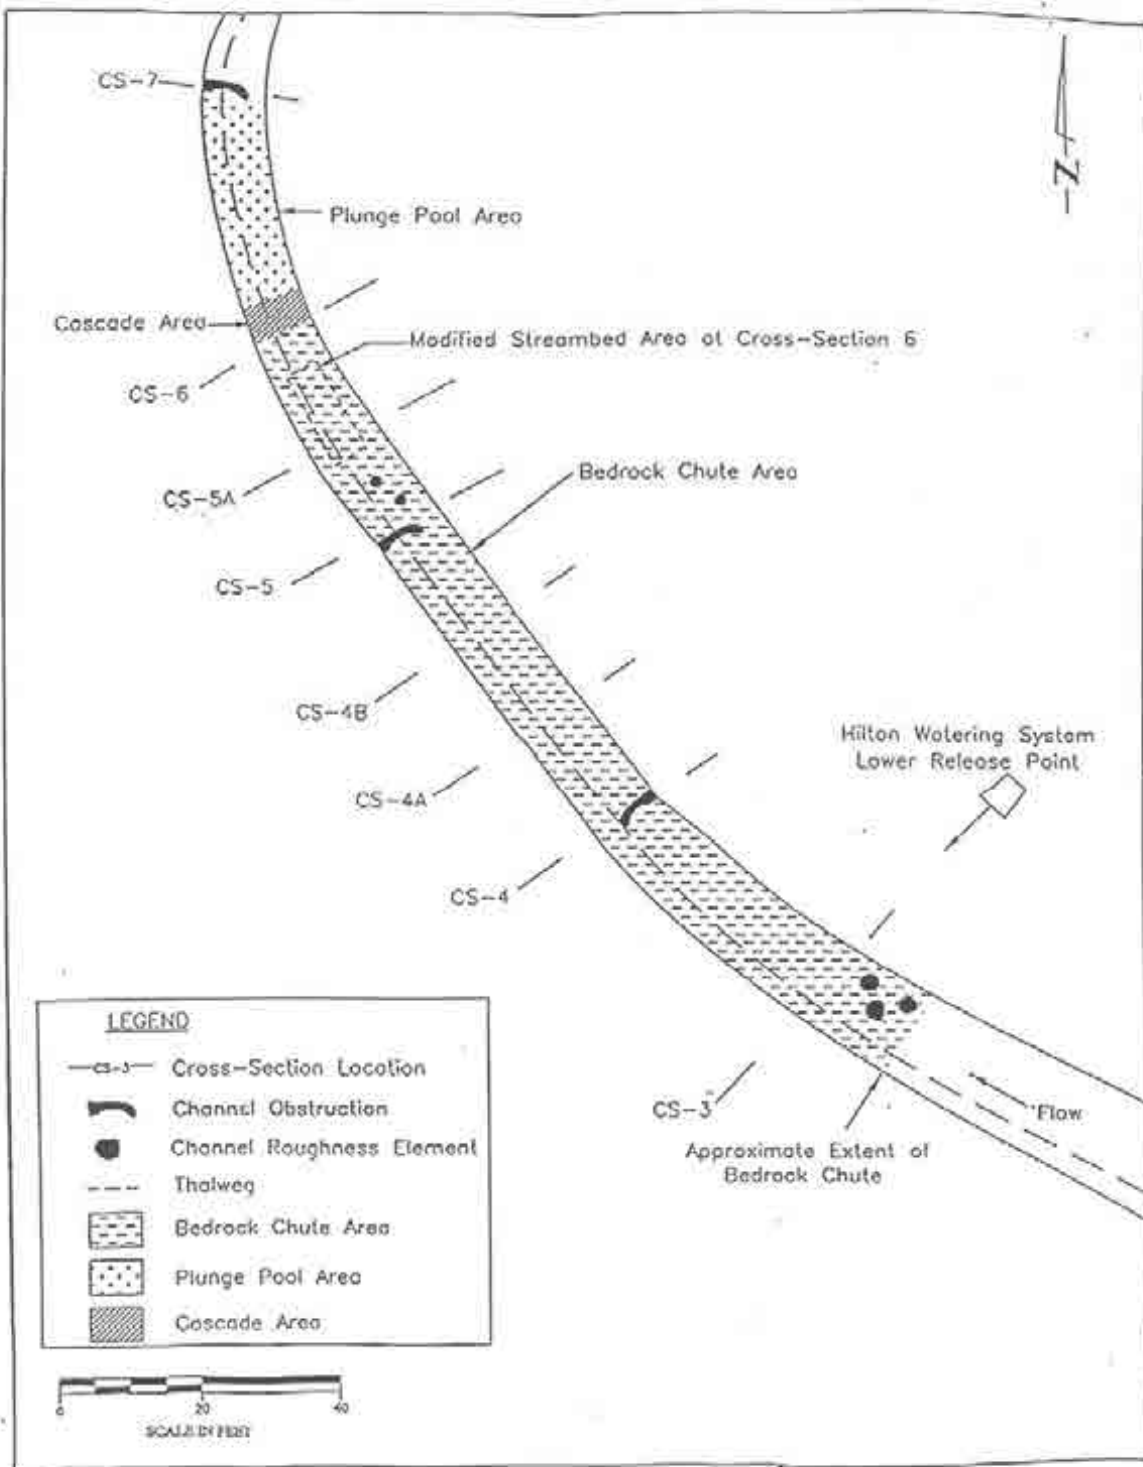 CS-7
N
Plunge Pool Area
Cascade Area
Modified Streambed Area at Cross-Section 6
CS-6
Bedrock Chute Area
CS-5A
CS-5
CS-4B
Hilton Watering System
Lower Release Point
CS-4A
CS-4
CS-3
Flow
Approximate Extent of
Bedrock Chute
LEGEND
CS-3 Cross-Section Location
Channel Obstruction
Channel Roughness Element
Thalweg
Bedrock Chute Area
Plunge Pool Area
Cascade Area
0 20 40
SCALE IN FEET